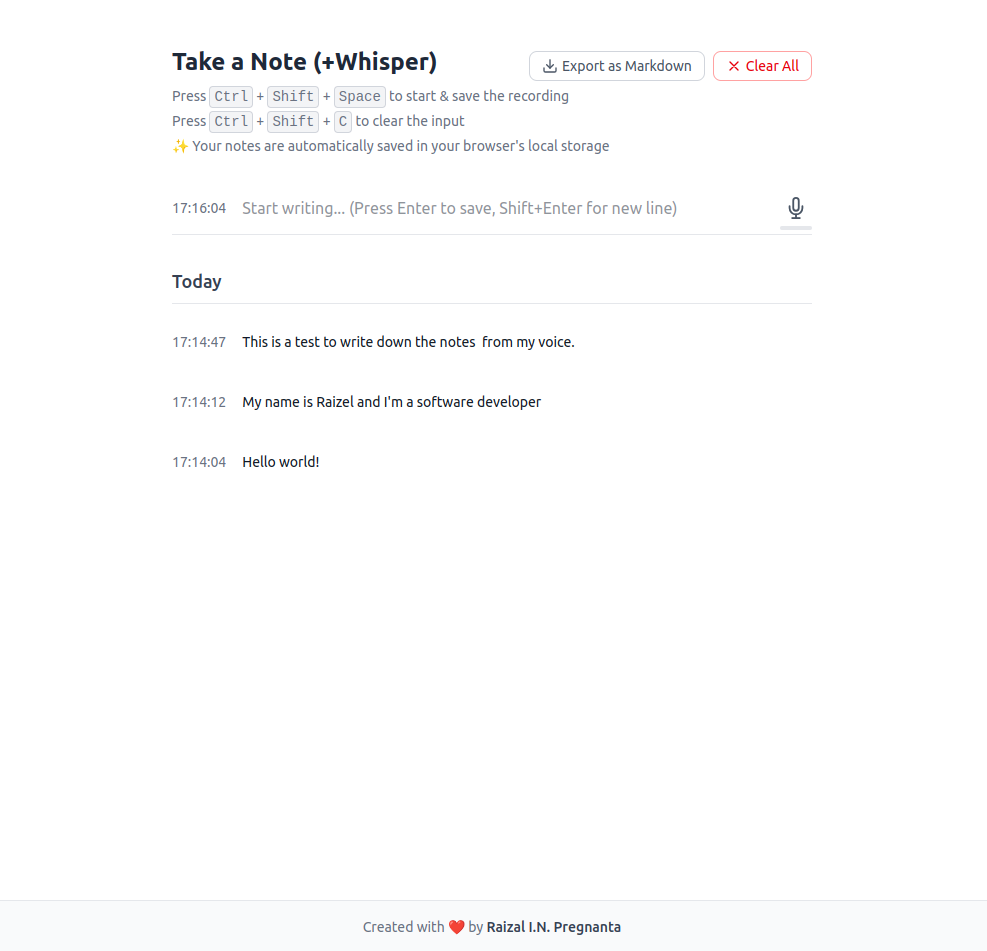 Take a Note (+Whisper)
Export as Markdown
Clear All
Press Ctrl + Shift + Space to start & save the recording
Press Ctrl + Shift + C to clear the input
✨ Your notes are automatically saved in your browser's local storage
17:16:04 Start writing... (Press Enter to save, Shift+Enter for new line)
Today
17:14:47 This is a test to write down the notes  from my voice.
17:14:12 My name is Raizel and I'm a software developer
17:14:04 Hello world!
Created with ❤️ by Raizal I.N. Pregnanta